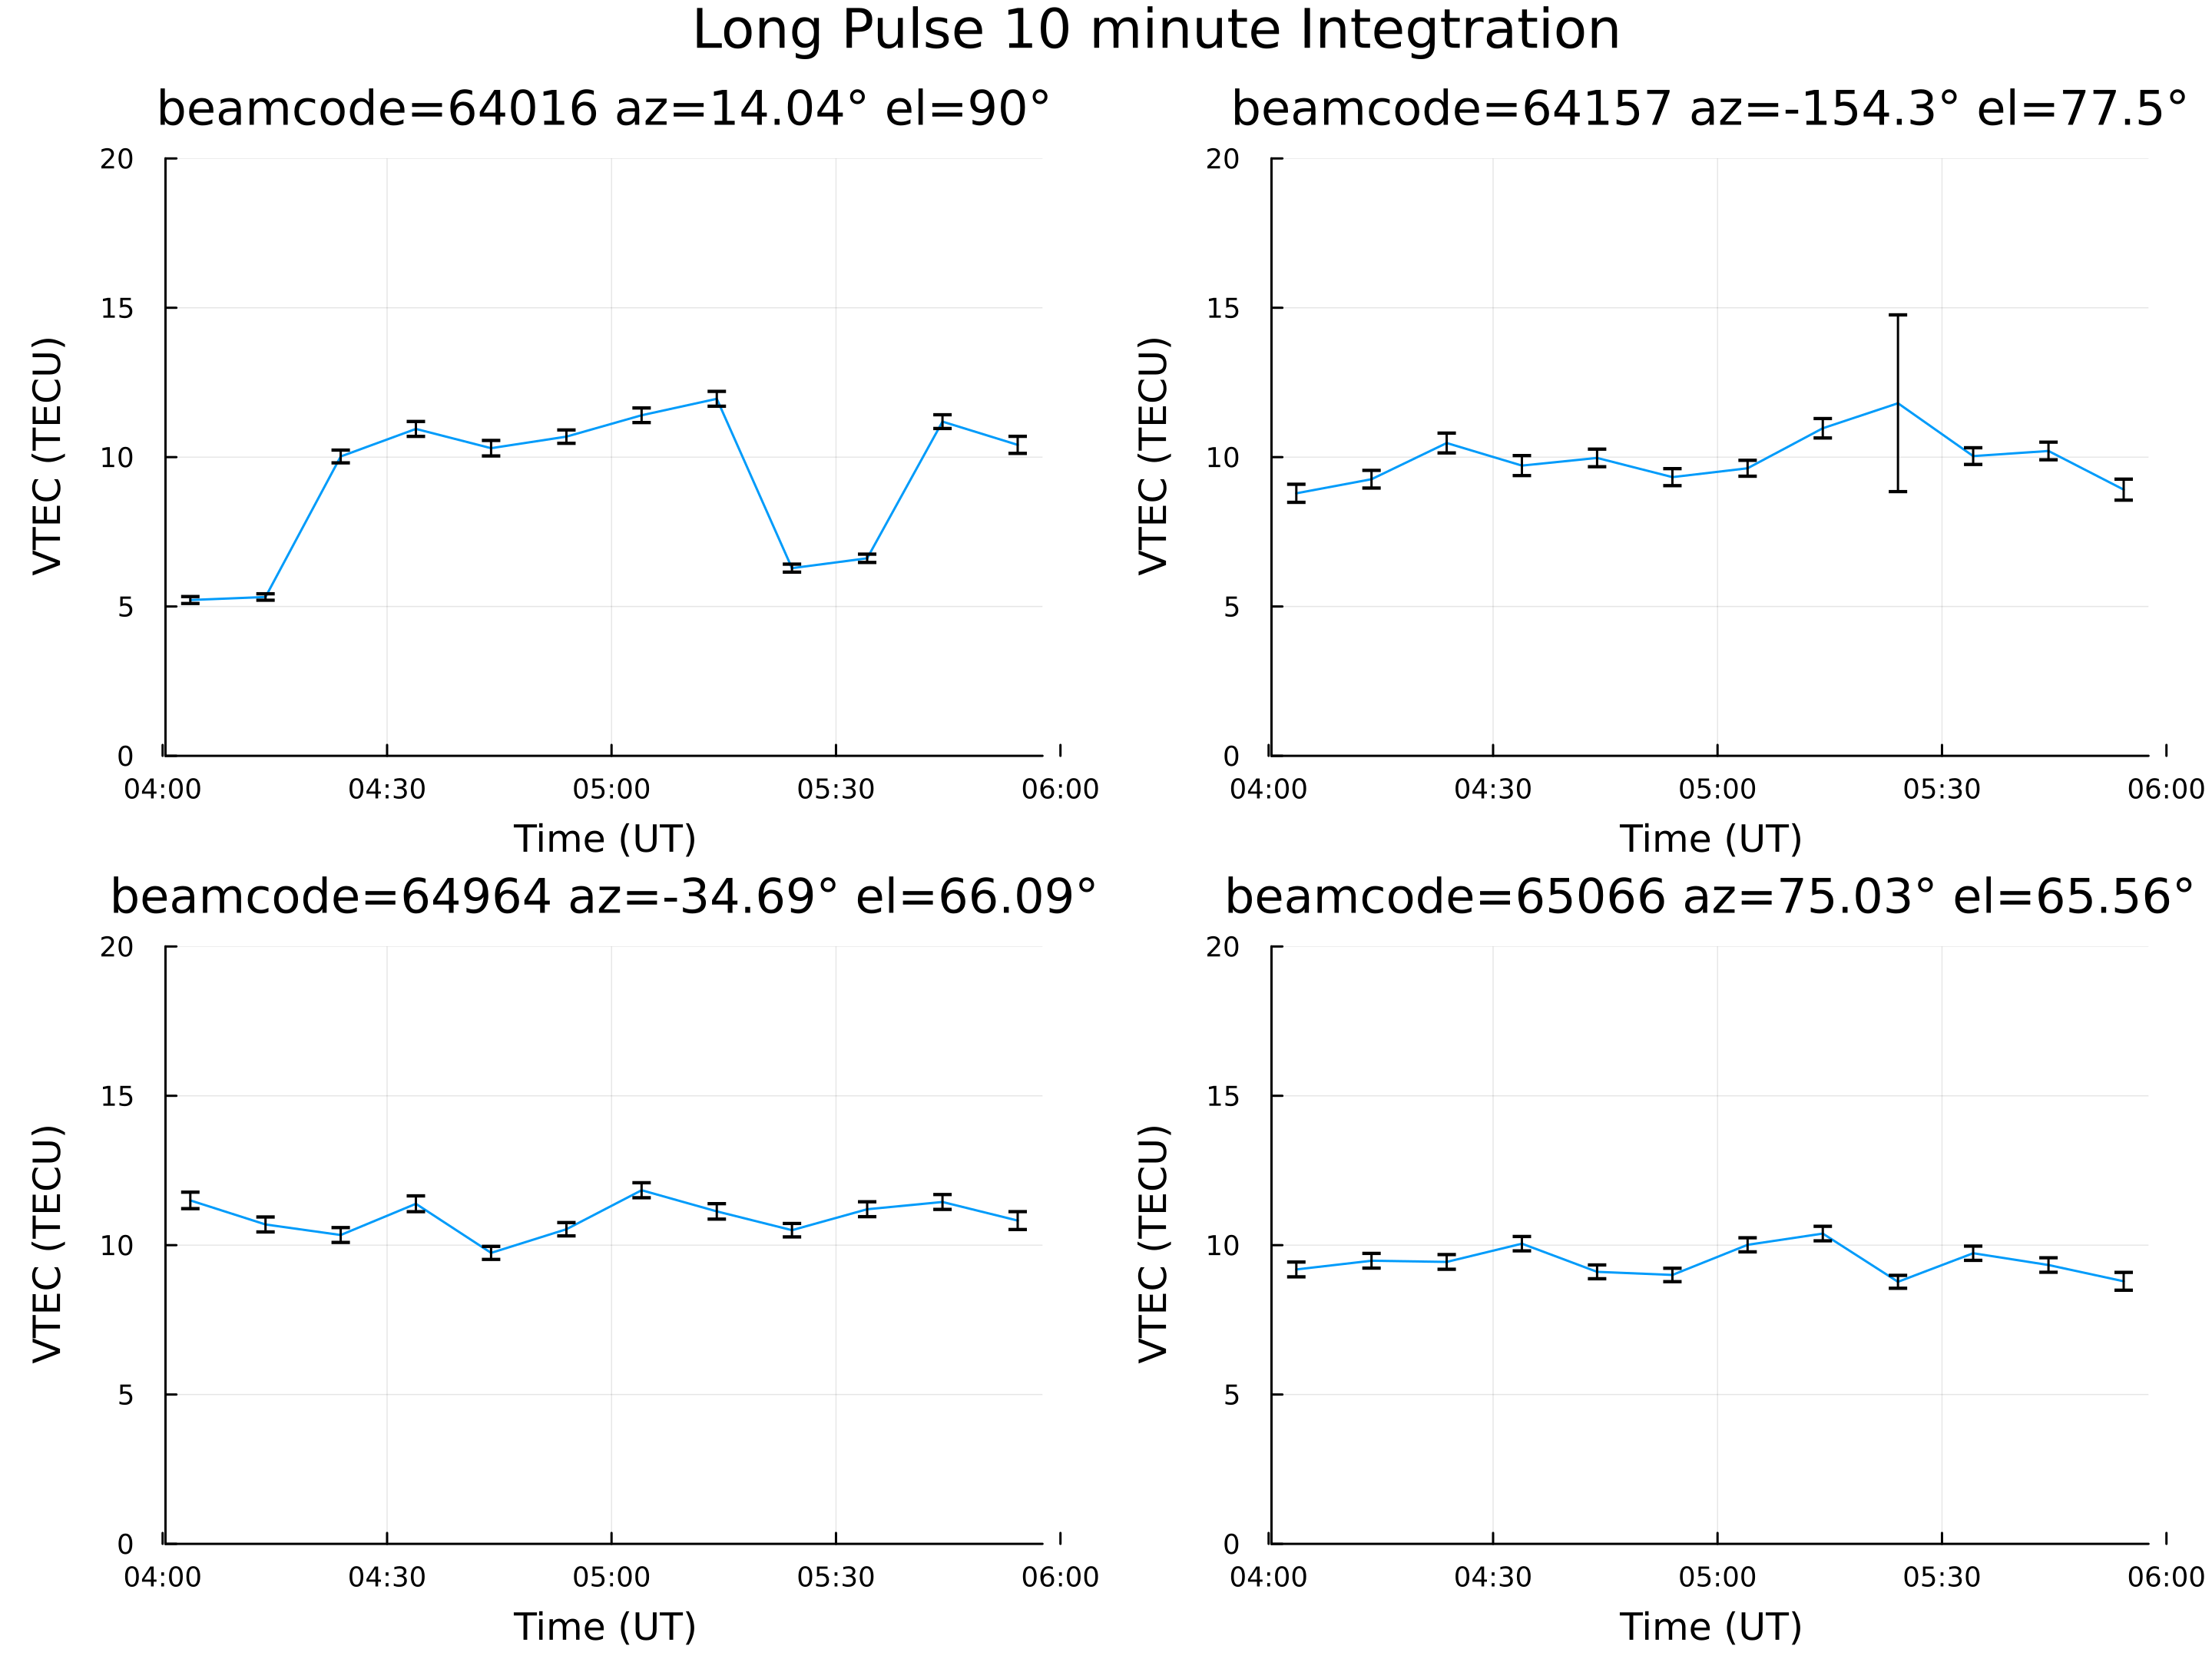 Long Pulse 10 minute Integtration
beamcode=64016 az=14.04° el=90°
20
15
10
5
0
VTEC (TECU)
04:00 04:30 05:00 05:30 06:00
Time (UT)
beamcode=64157 az=-154.3° el=77.5°
20
15
10
5
0
VTEC (TECU)
04:00 04:30 05:00 05:30 06:00
Time (UT)
beamcode=64964 az=-34.69° el=66.09°
20
15
10
5
0
VTEC (TECU)
04:00 04:30 05:00 05:30 06:00
Time (UT)
beamcode=65066 az=75.03° el=65.56°
20
15
10
5
0
VTEC (TECU)
04:00 04:30 05:00 05:30 06:00
Time (UT)